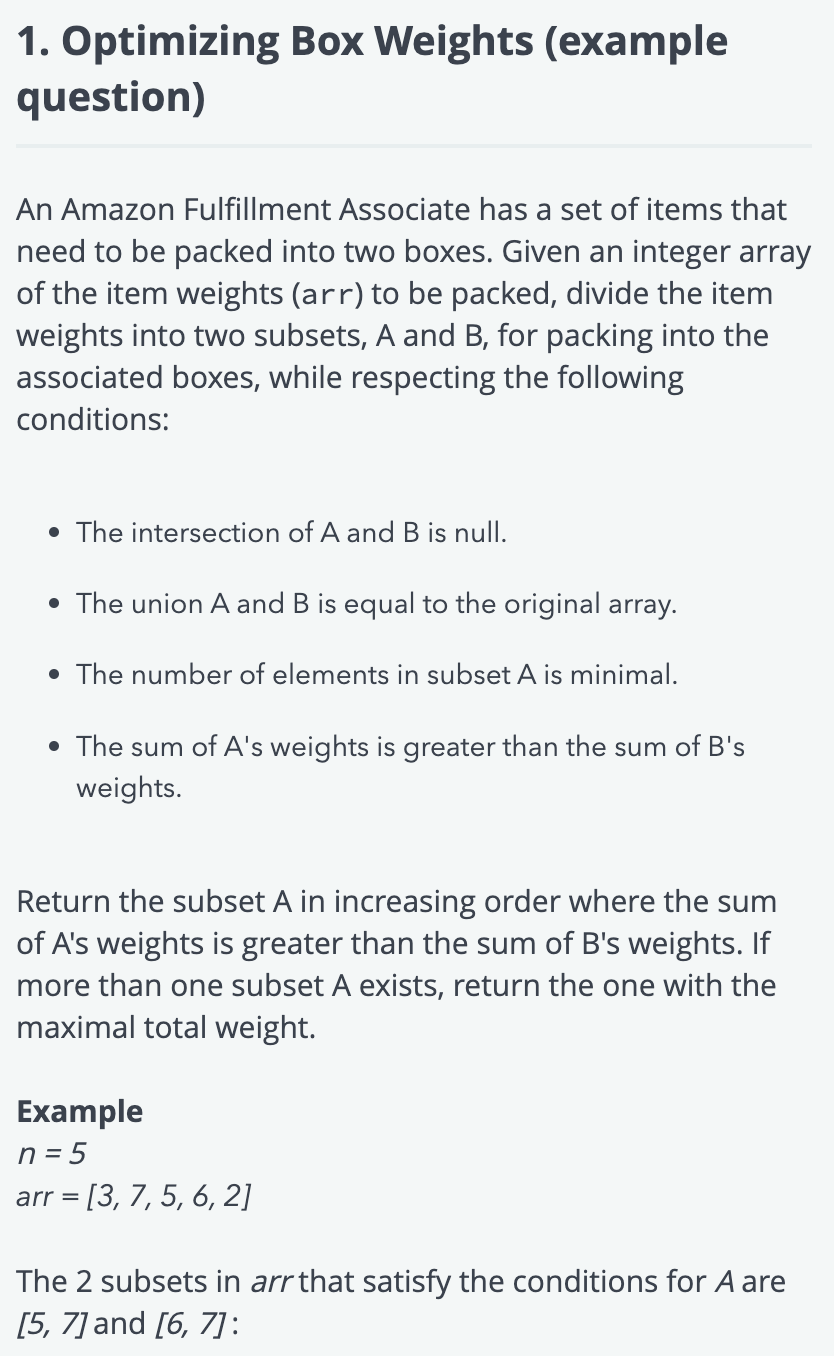 1. Optimizing Box Weights (example
question)
An Amazon Fulfillment Associate has a set of items that
need to be packed into two boxes. Given an integer array
of the item weights (arr) to be packed, divide the item
weights into two subsets, A and B, for packing into the
associated boxes, while respecting the following
conditions:
• The intersection of A and B is null.
• The union A and B is equal to the original array.
• The number of elements in subset A is minimal.
• The sum of A's weights is greater than the sum of B's
weights.
Return the subset A in increasing order where the sum
of A's weights is greater than the sum of B's weights. If
more than one subset A exists, return the one with the
maximal total weight.
Example
n = 5
arr = [3, 7, 5, 6, 2]
The 2 subsets in arr that satisfy the conditions for A are
[5, 7] and [6, 7] :